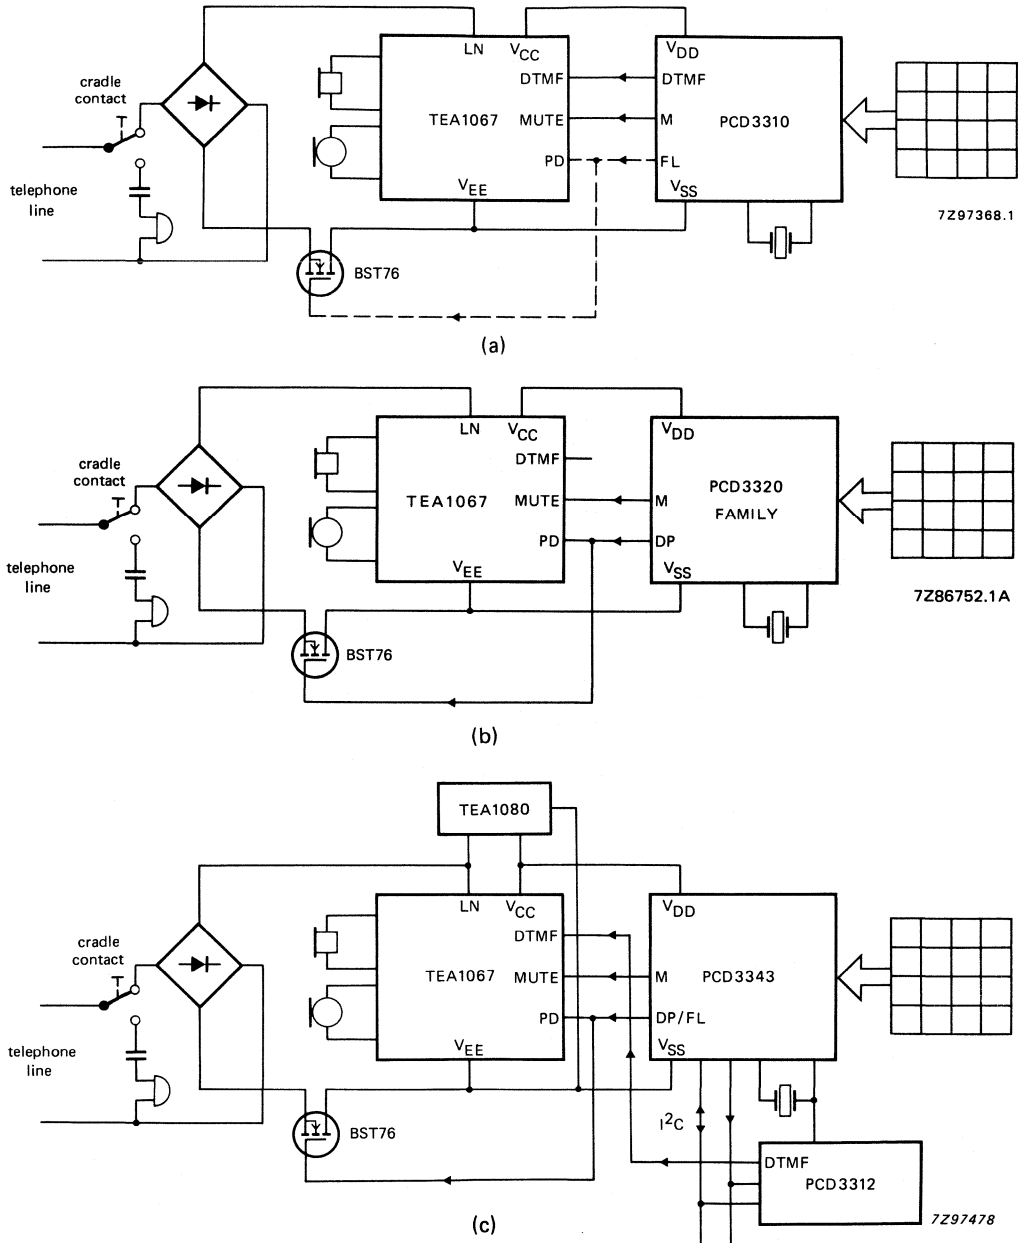 LN
VCC
VDD
cradle
contact
DTMF
DTMF
TEA1067
MUTE
M
PCD3310
PD
FL
telephone
line
VEE
VSS
7Z97368.1
BST76
(a)
LN
VCC
VDD
cradle
contact
DTMF
TEA1067
MUTE
M
PCD3320
FAMILY
PD
DP
telephone
line
VEE
VSS
7Z86752.1A
BST76
(b)
TEA1080
LN
VCC
VDD
cradle
contact
DTMF
TEA1067
MUTE
M
PCD3343
PD
DP/FL
telephone
line
VEE
VSS
I²C
BST76
DTMF
PCD3312
7Z97478
(c)